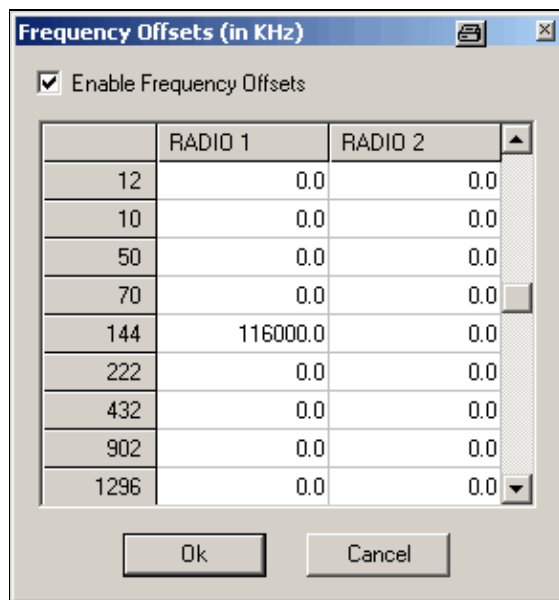 Frequency Offsets (in KHz)
Enable Frequency Offsets
RADIO 1 RADIO 2
12 0.0 0.0
10 0.0 0.0
50 0.0 0.0
70 0.0 0.0
144 116000.0 0.0
222 0.0 0.0
432 0.0 0.0
902 0.0 0.0
1296 0.0 0.0
Ok Cancel